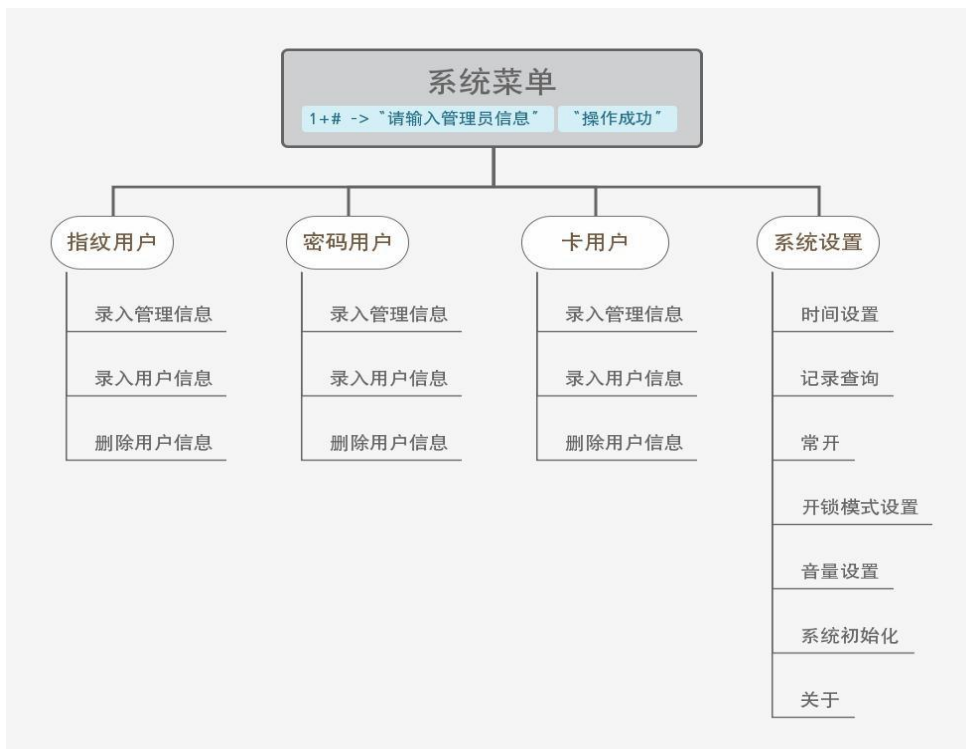 系统菜单
1+# -> "请输入管理员信息" "操作成功"
指纹用户
录入管理信息
录入用户信息
删除用户信息
密码用户
录入管理信息
录入用户信息
删除用户信息
卡用户
录入管理信息
录入用户信息
删除用户信息
系统设置
时间设置
记录查询
常开
开锁模式设置
音量设置
系统初始化
关于